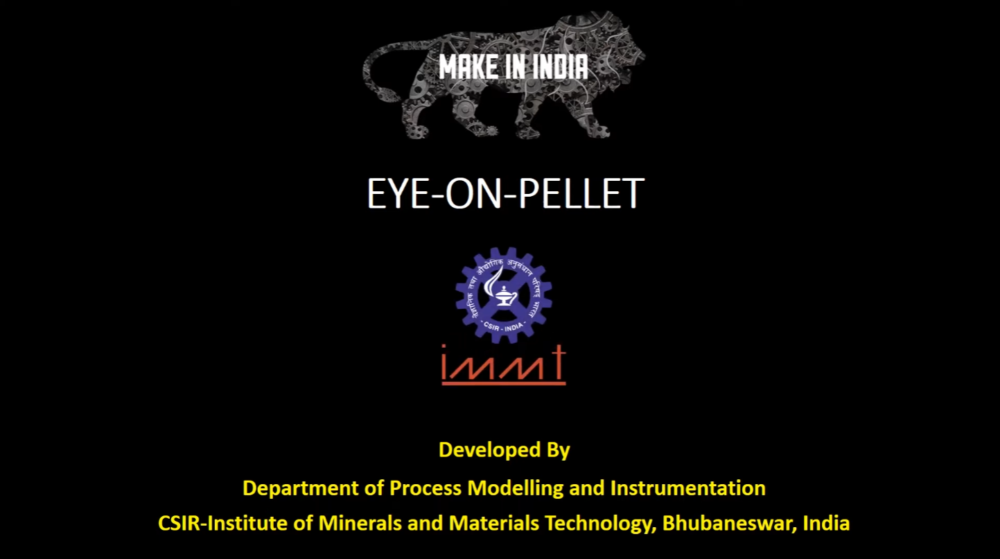 MAKE IN INDIA
EYE-ON-PELLET
वैज्ञानिक तथा औद्योगिक अनुसंधान परिषद् भारत
- CSIR - INDIA -
immt
Developed By
Department of Process Modelling and Instrumentation
CSIR-Institute of Minerals and Materials Technology, Bhubaneswar, India